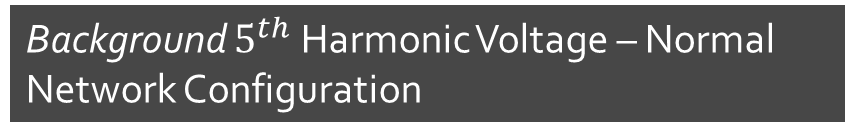 Background 5th Harmonic Voltage – Normal
Network Configuration